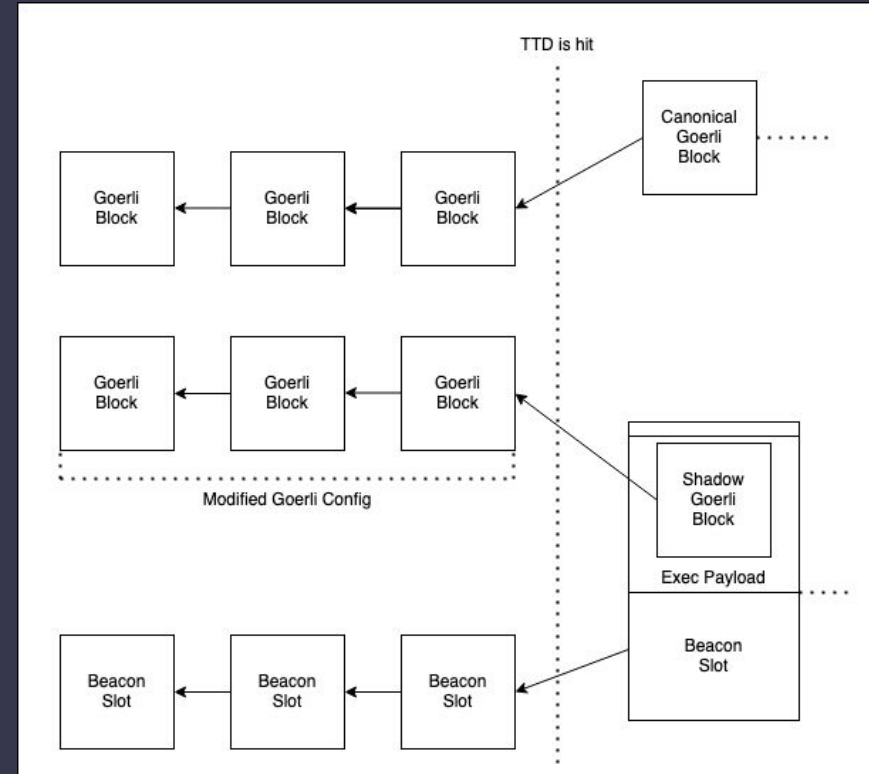 TTD is hit
Canonical
Goerli
Block
Goerli
Block
Goerli
Block
Goerli
Block
Goerli
Block
Goerli
Block
Goerli
Block
Modified Goerli Config
Shadow
Goerli
Block
Exec Payload
Beacon
Slot
Beacon
Slot
Beacon
Slot
Beacon
Slot